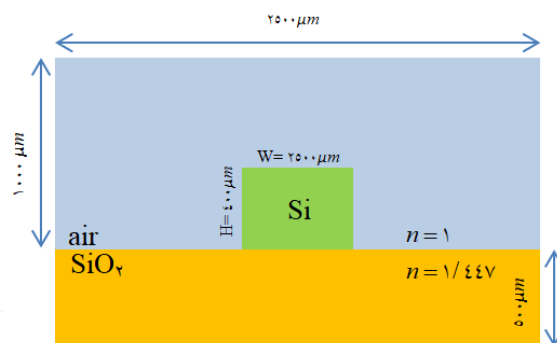 ۲۵۰۰μm
۱۰۰۰ μm
W= ۲۵۰۰μm
H= ٤۰۰μm
Si
air
n = ۱
SiO۲
n = ۱/٤٤۷
۵۰۰μm